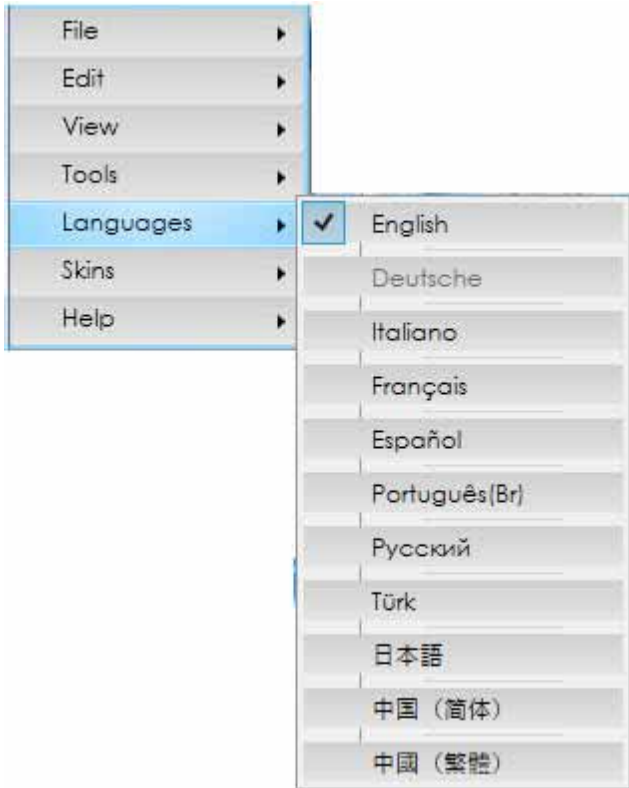 File
Edit
View
Tools
Languages
Skins
Help
English
Deutsche
Italiano
Français
Español
Português(Br)
Русский
Türk
日本語
中国（简体）
中國（繁體）